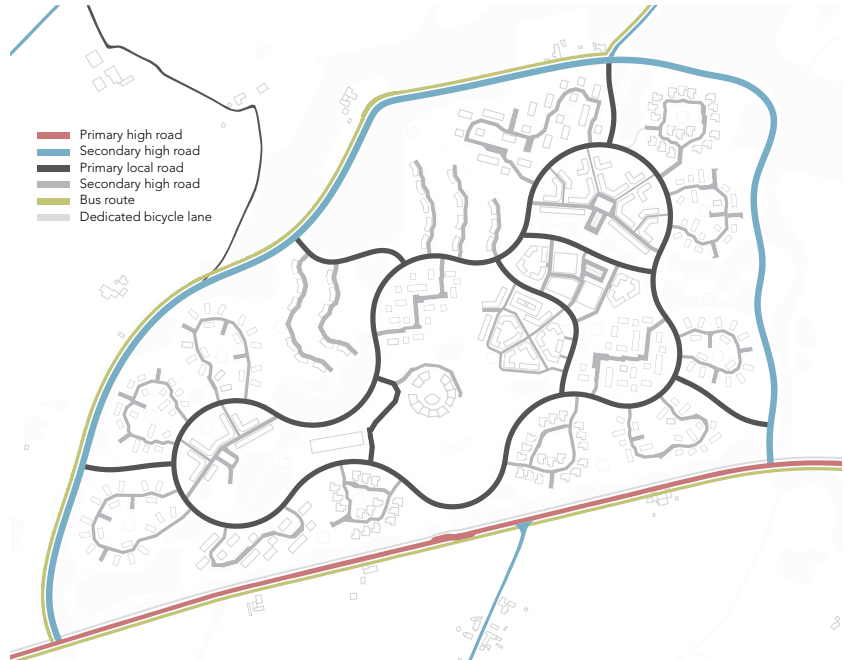 Primary high road
Secondary high road
Primary local road
Secondary high road
Bus route
Dedicated bicycle lane